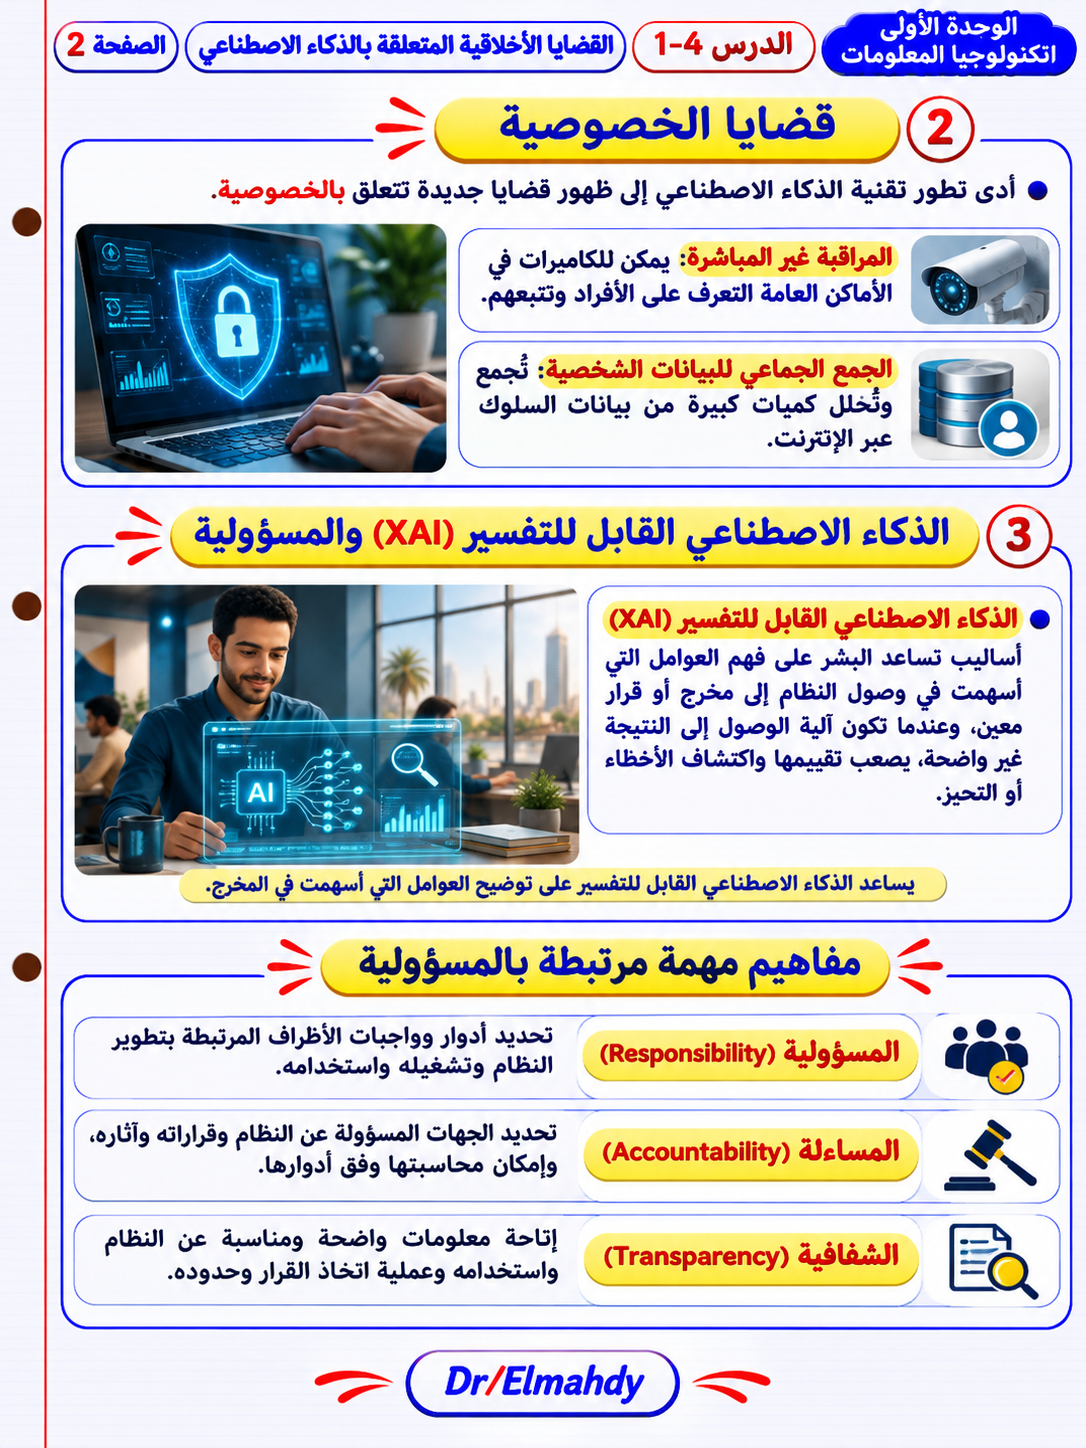 الوحدة الأولى
اتكنولوجيا المعلومات
الدرس 4-1
القضايا الأخلاقية المتعلقة بالذكاء الاصطناعي
الصفحة 2
2
قضايا الخصوصية
أدى تطور تقنية الذكاء الاصطناعي إلى ظهور قضايا جديدة تتعلق بالخصوصية.
المراقبة غير المباشرة: يمكن للكاميرات في
الأماكن العامة التعرف على الأفراد وتتبعهم.
الجمع الجماعي للبيانات الشخصية: تُجمع
وتُخلل كميات كبيرة من بيانات السلوك
عبر الإتترنت.
3
الذكاء الاصطناعي القابل للتفسير (XAI) والمسؤولية
الذكاء الاصطناعي القابل للتفسير (XAI)
أساليب تساعد البشر على فهم العوامل التي
أسهمت في وصول النظام إلى مخرج أو قرار
معين، وعندما تكون آلية الوصول إلى النتيجة
غير واضحة، يصعب تقييمها واكتشاف الأخظاء
أو التحيز.
AI
يساعد الذكاء الاصطناعي القابل للتفسير على توضيح العوامل التي أسهمت في المخرج.
مفاهيم مهمة مرتبطة بالمسؤولية
المسؤولية (Responsibility)
تحديد أدوار وواجبات الأظراف المرتبطة بتطوير
النظام وتشغيله واستخدامه.
المساءلة (Accountability)
تحديد الجهات المسؤولة عن النظام وقراراته وآثاره،
وإمكان محاسبتها وفق أدوارها.
الشفافية (Transparency)
إتاحة معلومات واضحة ومناسبة عن النظام
واستخدامه وعملية اتخاذ القرار وحدوده.
Dr/Elmahdy